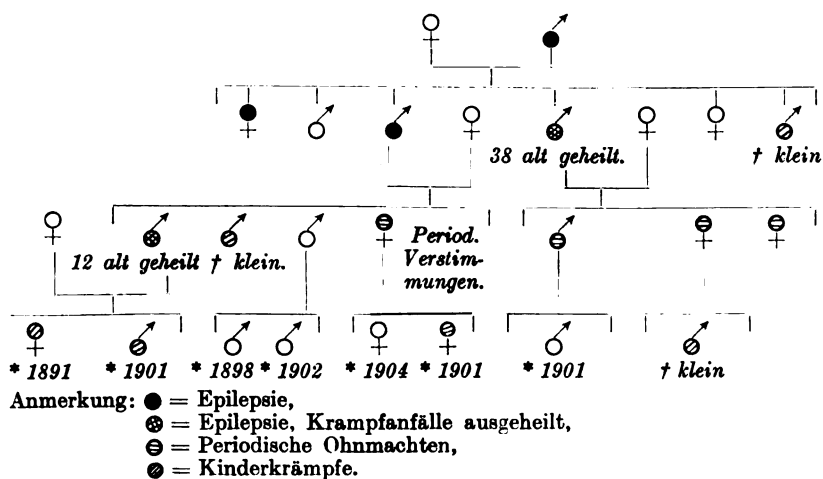 38 alt geheilt. † klein
Period.
Verstim-
mungen.
12 alt geheilt † klein.
* 1891 * 1901 * 1898 * 1902 * 1904 * 1901 * 1901 † klein
Anmerkung: = Epilepsie,
= Epilepsie, Krampfanfälle ausgeheilt,
= Periodische Ohnmachten,
= Kinderkrämpfe.